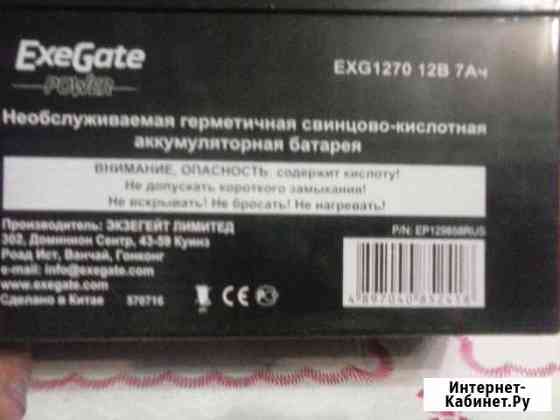 ExeGate
POWER
EXG1270 12В 7Ач
Необслуживаемая герметичная свинцово-кислотная
аккумуляторная батарея
ВНИМАНИЕ, ОПАСНОСТЬ: содержит кислоту!
Не допускать короткого замыкания!
Не вскрывать! Не бросать! Не нагревать!
Производитель: ЭКЗЕГЕЙТ ЛИМИТЕД
302, Доминион Сентр, 43-59 Куинз
Роад Ист, Ванчай, Гонконг
e-mail: info@exegate.com
www.exegate.com
Сделано в Китае 570716
CE
P/N: EP129858RUS
Интернет-
Кабинет.Ру